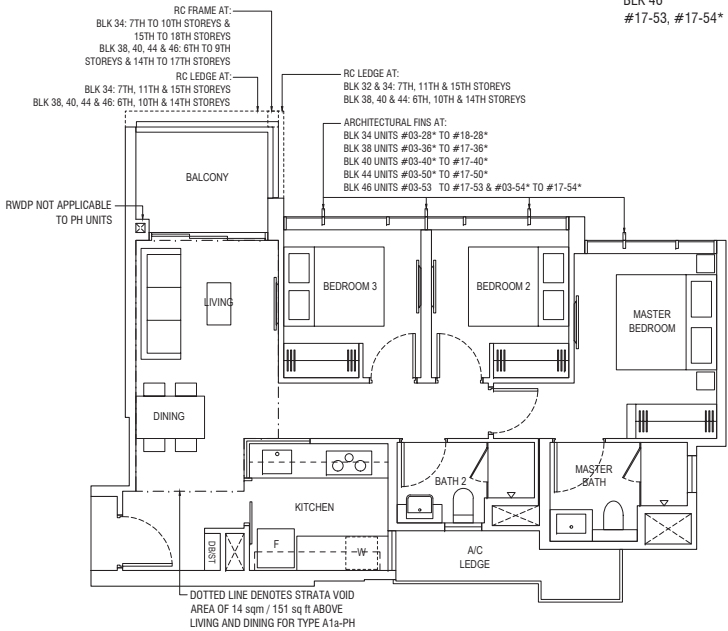 BLK 46
#17-53, #17-54*
RC FRAME AT:
BLK 34: 7TH TO 10TH STOREYS &
15TH TO 18TH STOREYS
BLK 38, 40, 44 & 46: 6TH TO 9TH
STOREYS & 14TH TO 17TH STOREYS
RC LEDGE AT:
BLK 34: 7TH, 11TH & 15TH STOREYS
BLK 38, 40, 44 & 46: 6TH, 10TH & 14TH STOREYS
RC LEDGE AT:
BLK 32 & 34: 7TH, 11TH & 15TH STOREYS
BLK 38, 40 & 44: 6TH, 10TH & 14TH STOREYS
ARCHITECTURAL FINS AT:
BLK 34 UNITS #03-28* TO #18-28*
BLK 38 UNITS #03-36* TO #17-36*
BLK 40 UNITS #03-40* TO #17-40*
BLK 44 UNITS #03-50* TO #17-50*
BLK 46 UNITS #03-53 TO #17-53 & #03-54* TO #17-54*
BALCONY
RWDP NOT APPLICABLE
TO PH UNITS
LIVING
BEDROOM 3
BEDROOM 2
MASTER
BEDROOM
DINING
KITCHEN
BATH 2
MASTER
BATH
F
W
DB/ST
A/C
LEDGE
DOTTED LINE DENOTES STRATA VOID
AREA OF 14 sqm / 151 sq ft ABOVE
LIVING AND DINING FOR TYPE A1a-PH